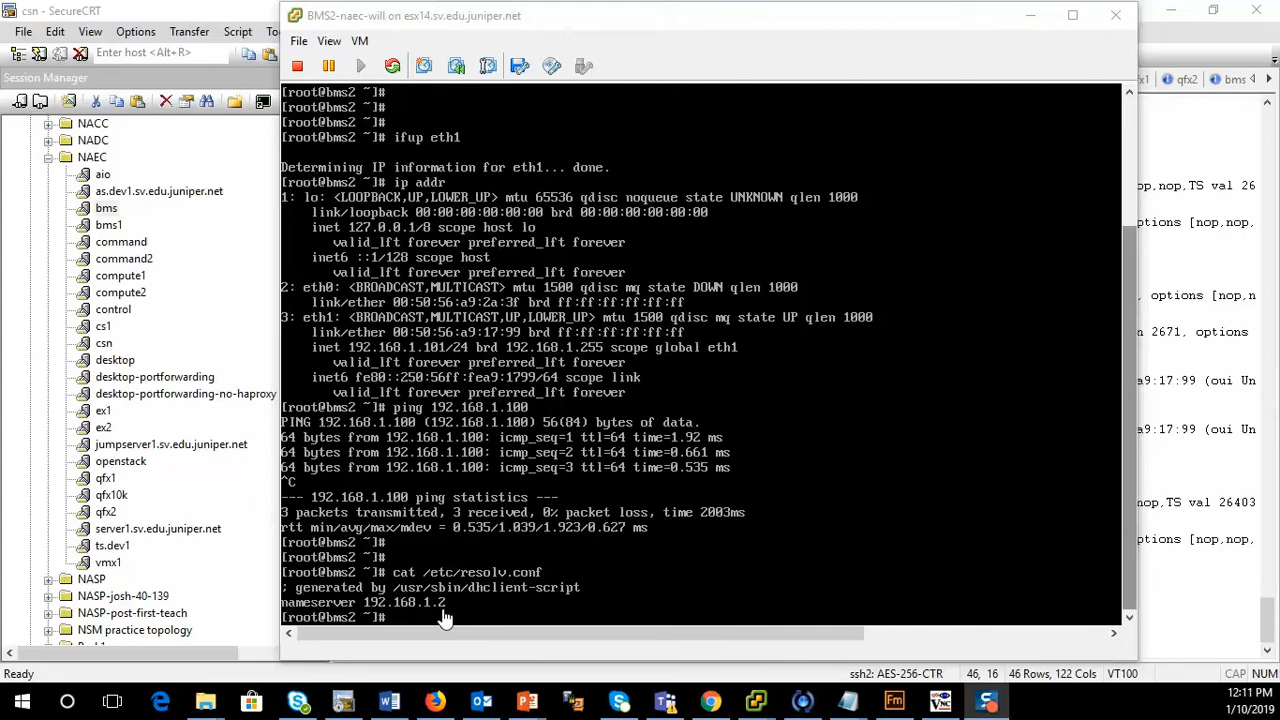 csn - SecureCRT
File Edit View Options Transfer Script To
Enter host <Alt+R>
Session Manager
NACC
NADC
NAEC
aio
as.dev1.sv.edu.juniper.net
bms
bms1
command
command2
compute1
compute2
control
cs1
csn
desktop
desktop-portforwarding
desktop-portforwarding-no-haproxy
ex1
ex2
jumpserver1.sv.edu.juniper.net
openstack
qfx1
qfx10k
qfx2
server1.sv.edu.juniper.net
ts.dev1
vmx1
NASP
NASP-josh-40-139
NASP-post-first-teach
NSM practice topology
BMS2-naec-will on esx14.sv.edu.juniper.net
File View VM
[root@bms2 ~]#
[root@bms2 ~]#
[root@bms2 ~]#
[root@bms2 ~]# ifup eth1
Determining IP information for eth1... done.
[root@bms2 ~]# ip addr
1: lo: <LOOPBACK,UP,LOWER_UP> mtu 65536 qdisc noqueue state UNKNOWN qlen 1000
link/loopback 00:00:00:00:00:00 brd 00:00:00:00:00:00
inet 127.0.0.1/8 scope host lo
valid_lft forever preferred_lft forever
inet6 ::1/128 scope host
valid_lft forever preferred_lft forever
2: eth0: <BROADCAST,MULTICAST> mtu 1500 qdisc mq state DOWN qlen 1000
link/ether 00:50:56:a9:2a:3f brd ff:ff:ff:ff:ff:ff
3: eth1: <BROADCAST,MULTICAST,UP,LOWER_UP> mtu 1500 qdisc mq state UP qlen 1000
link/ether 00:50:56:a9:17:99 brd ff:ff:ff:ff:ff:ff
inet 192.168.1.101/24 brd 192.168.1.255 scope global eth1
valid_lft forever preferred_lft forever
inet6 fe80::250:56ff:fea9:1799/64 scope link
valid_lft forever preferred_lft forever
[root@bms2 ~]# ping 192.168.1.100
PING 192.168.1.100 (192.168.1.100) 56(84) bytes of data.
64 bytes from 192.168.1.100: icmp_seq=1 ttl=64 time=1.92 ms
64 bytes from 192.168.1.100: icmp_seq=2 ttl=64 time=0.661 ms
64 bytes from 192.168.1.100: icmp_seq=3 ttl=64 time=0.535 ms
^C
--- 192.168.1.100 ping statistics ---
3 packets transmitted, 3 received, 0% packet loss, time 2003ms
rtt min/avg/max/mdev = 0.535/1.039/1.923/0.627 ms
[root@bms2 ~]#
[root@bms2 ~]#
[root@bms2 ~]# cat /etc/resolv.conf
; generated by /usr/sbin/dhclient-script
nameserver 192.168.1.2
[root@bms2 ~]#
x1 qfx2 bms
,nop,TS val 26
ptions [nop,nop,
, options [nop,n
n 2671, options
a9:17:99 (oui Un
a9:17:99 (oui Un
nop,TS val 26403
tions [nop,nop,
Ready
ssh2: AES-256-CTR 46, 16 46 Rows, 122 Cols VT100 CAP NUM
12:11 PM
1/10/2019